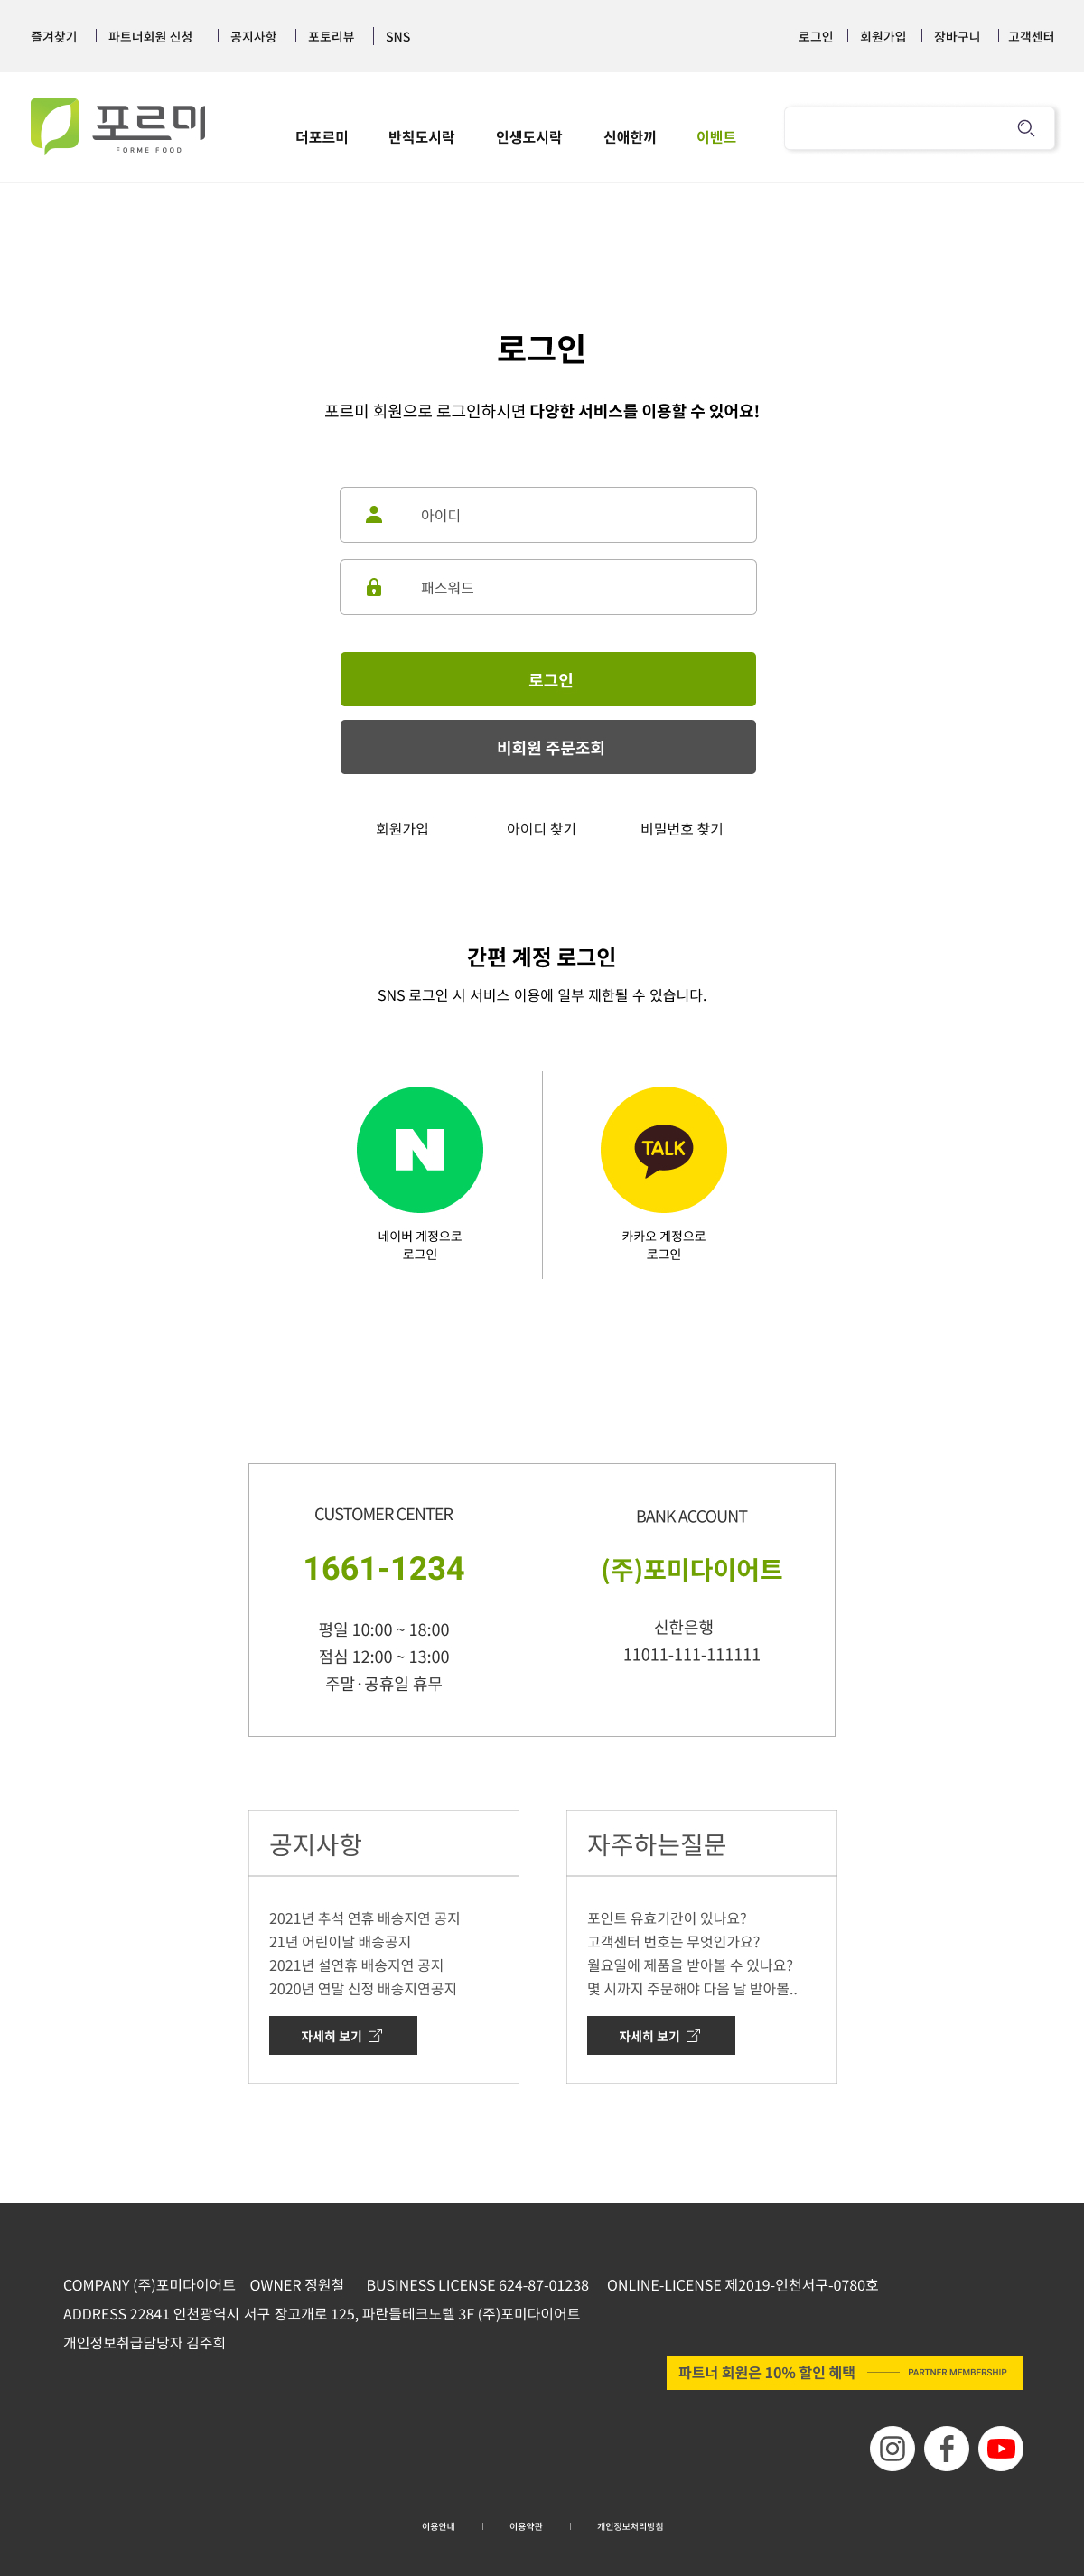 즐겨찾기 파트너회원 신청 공지사항 포토리뷰 SNS 로그인 회원가입 장바구니 고객센터
포르미
FORME FOOD
더포르미 반칙도시락 인생도시락 신애한끼 이벤트
로그인
포르미 회원으로 로그인하시면 다양한 서비스를 이용할 수 있어요!
아이디
패스워드
로그인
비회원 주문조회
회원가입 아이디 찾기 비밀번호 찾기
간편 계정 로그인
SNS 로그인 시 서비스 이용에 일부 제한될 수 있습니다.
N
네이버 계정으로
로그인
TALK
카카오 계정으로
로그인
CUSTOMER CENTER
1661-1234
평일 10:00 ~ 18:00
점심 12:00 ~ 13:00
주말·공휴일 휴무
BANK ACCOUNT
(주)포미다이어트
신한은행
11011-111-111111
공지사항
2021년 추석 연휴 배송지연 공지
21년 어린이날 배송공지
2021년 설연휴 배송지연 공지
2020년 연말 신정 배송지연공지
자세히 보기
자주하는질문
포인트 유효기간이 있나요?
고객센터 번호는 무엇인가요?
월요일에 제품을 받아볼 수 있나요?
몇 시까지 주문해야 다음 날 받아볼..
자세히 보기
COMPANY (주)포미다이어트 OWNER 정원철 BUSINESS LICENSE 624-87-01238 ONLINE-LICENSE 제2019-인천서구-0780호
ADDRESS 22841 인천광역시 서구 장고개로 125, 파란들테크노텔 3F (주)포미다이어트
개인정보취급담당자 김주희
파트너 회원은 10% 할인 혜택 PARTNER MEMBERSHIP
이용안내 이용약관 개인정보처리방침